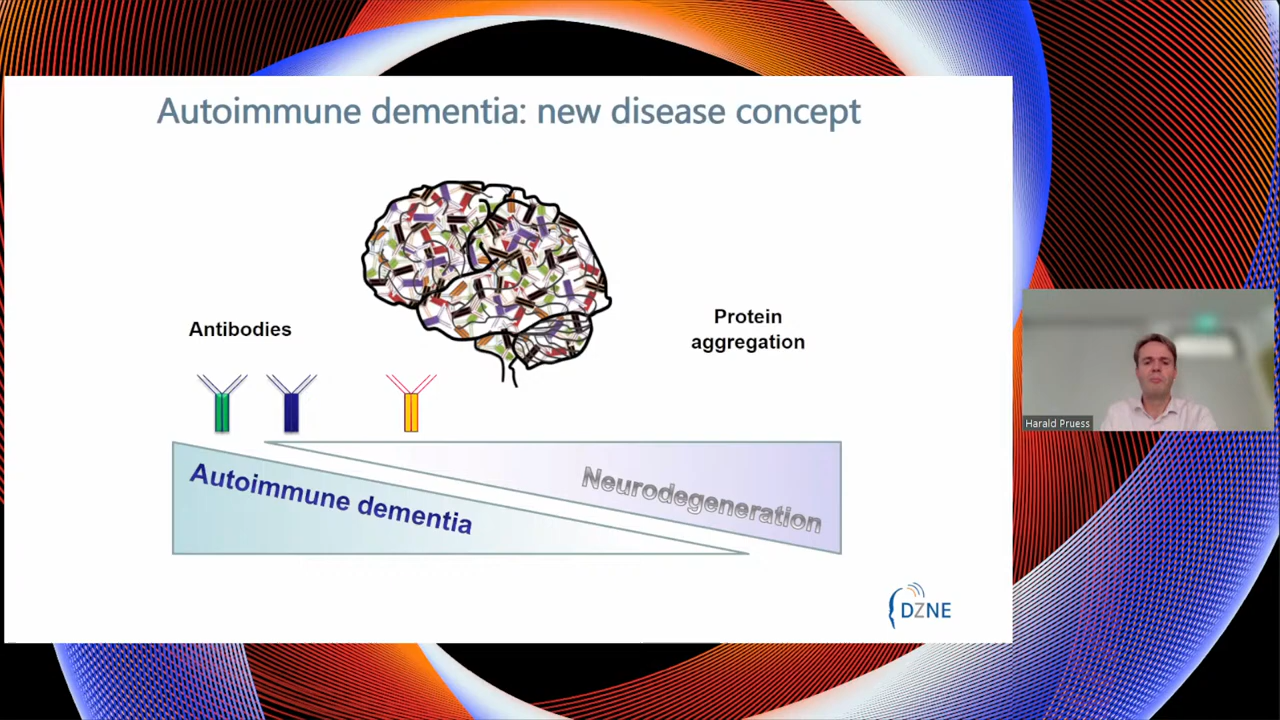 Autoimmune dementia: new disease concept
Antibodies
Protein
aggregation
Autoimmune dementia
Neurodegeneration
DZNE
Harald Pruess